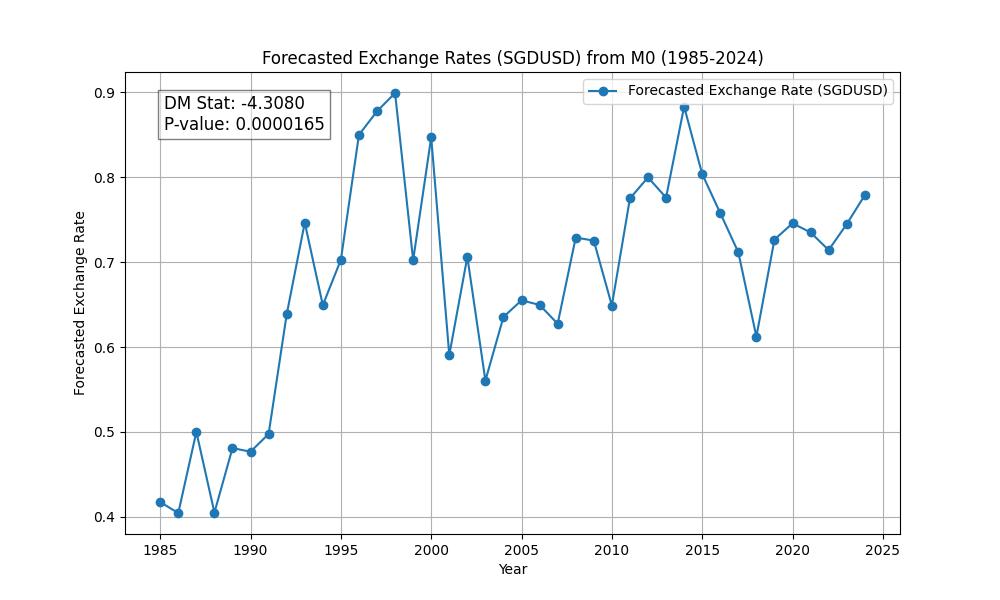 Forecasted Exchange Rates (SGDUSD) from M0 (1985-2024)
DM Stat: -4.3080
P-value: 0.0000165
Forecasted Exchange Rate (SGDUSD)
Forecasted Exchange Rate
0.9
0.8
0.7
0.6
0.5
0.4
1985 1990 1995 2000 2005 2010 2015 2020 2025
Year